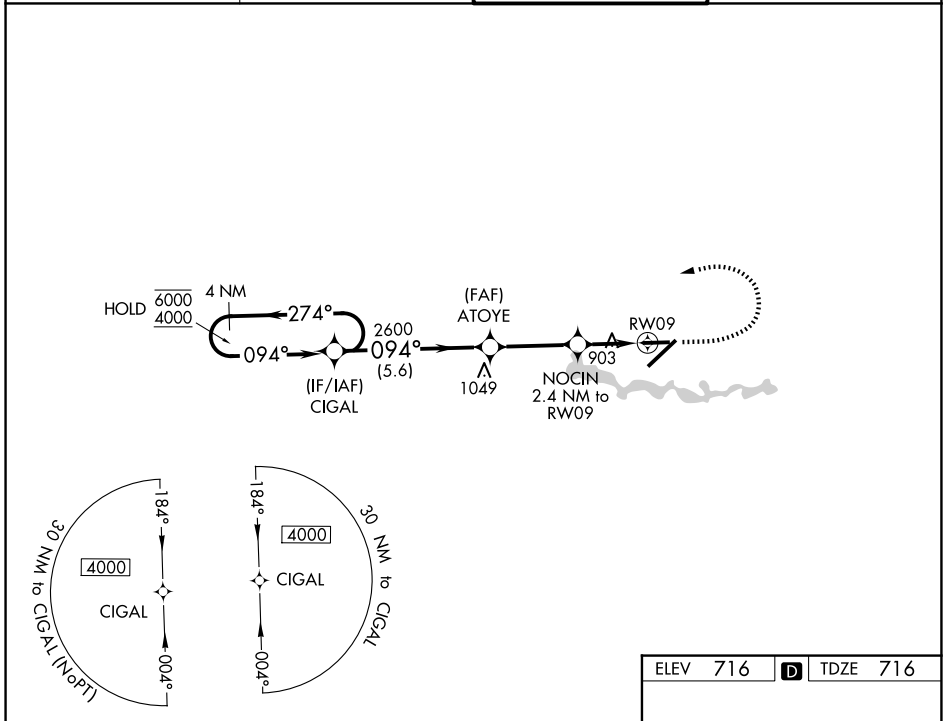 HOLD
6000
4000
4 NM
274°
094°
(IF/IAF)
CIGAL
2600
094°
(5.6)
(FAF)
ATOYE
1049
NOCIN
2.4 NM to
RW09
903
RW09
184°
30 NM to CIGAL (NoPT)
4000
CIGAL
004°
184°
30 NM to CIGAL
4000
CIGAL
004°
ELEV 716 D TDZE 716